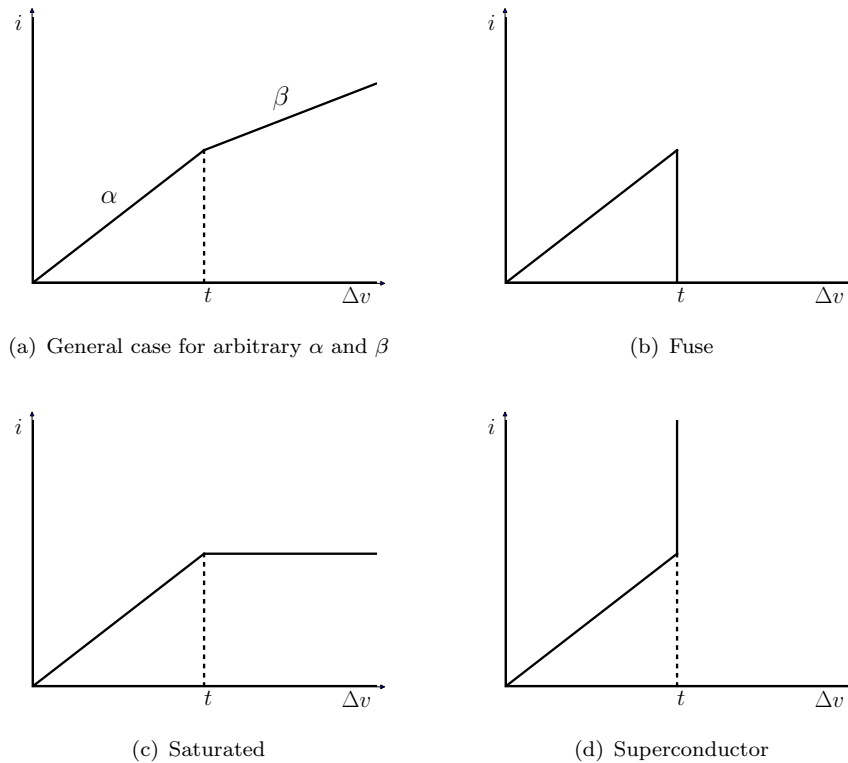 i
i
β
α
t
Δv
t
Δv
(a) General case for arbitrary α and β
(b) Fuse
i
i
t
Δv
t
Δv
(c) Saturated
(d) Superconductor